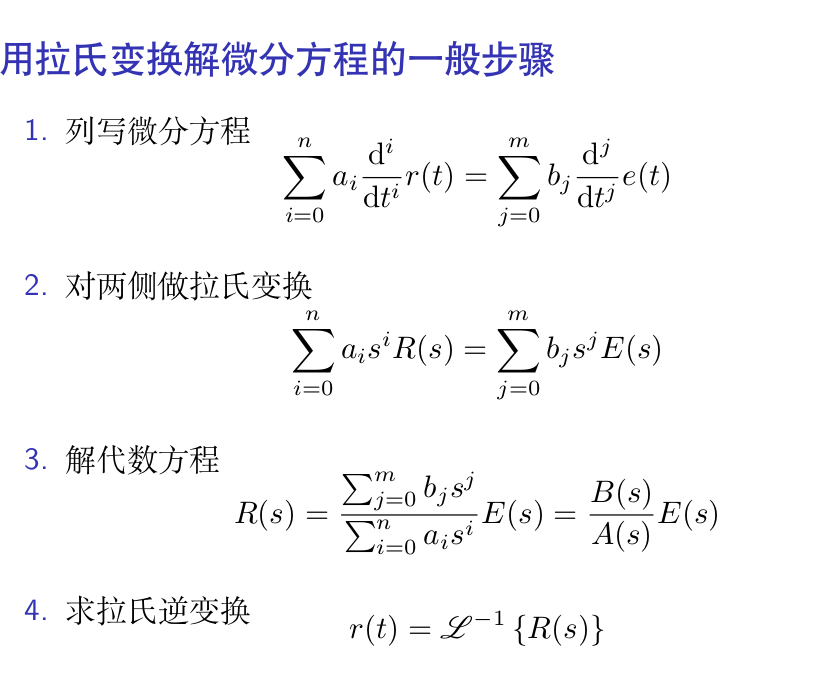 用拉氏变换解微分方程的一般步骤
1. 列写微分方程
\sum_{i=0}^{n} a_i \frac{\mathrm{d}^i}{\mathrm{d}t^i} r(t) = \sum_{j=0}^{m} b_j \frac{\mathrm{d}^j}{\mathrm{d}t^j} e(t)
2. 对两侧做拉氏变换
\sum_{i=0}^{n} a_i s^i R(s) = \sum_{j=0}^{m} b_j s^j E(s)
3. 解代数方程
R(s) = \frac{\sum_{j=0}^{m} b_j s^j}{\sum_{i=0}^{n} a_i s^i} E(s) = \frac{B(s)}{A(s)} E(s)
4. 求拉氏逆变换
r(t) = \mathscr{L}^{-1} \{R(s)\}